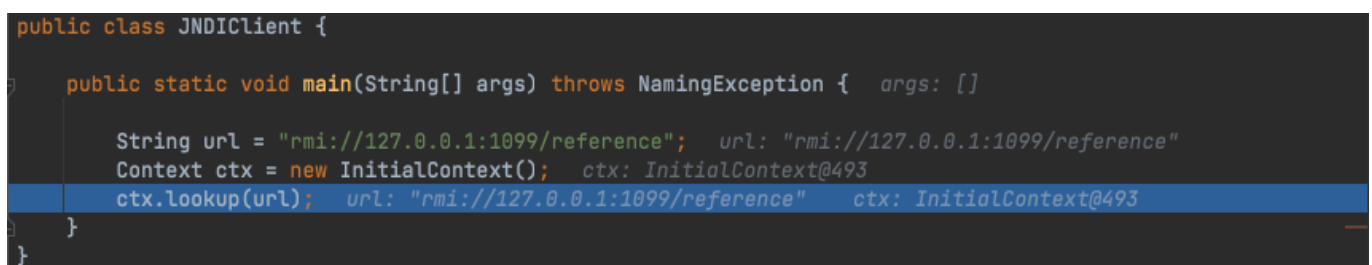 public class JNDIClient {
public static void main(String[] args) throws NamingException {   args: []
String url = "rmi://127.0.0.1:1099/reference";   url: "rmi://127.0.0.1:1099/reference"
Context ctx = new InitialContext();   ctx: InitialContext@493
ctx.lookup(url);   url: "rmi://127.0.0.1:1099/reference"   ctx: InitialContext@493
}
}